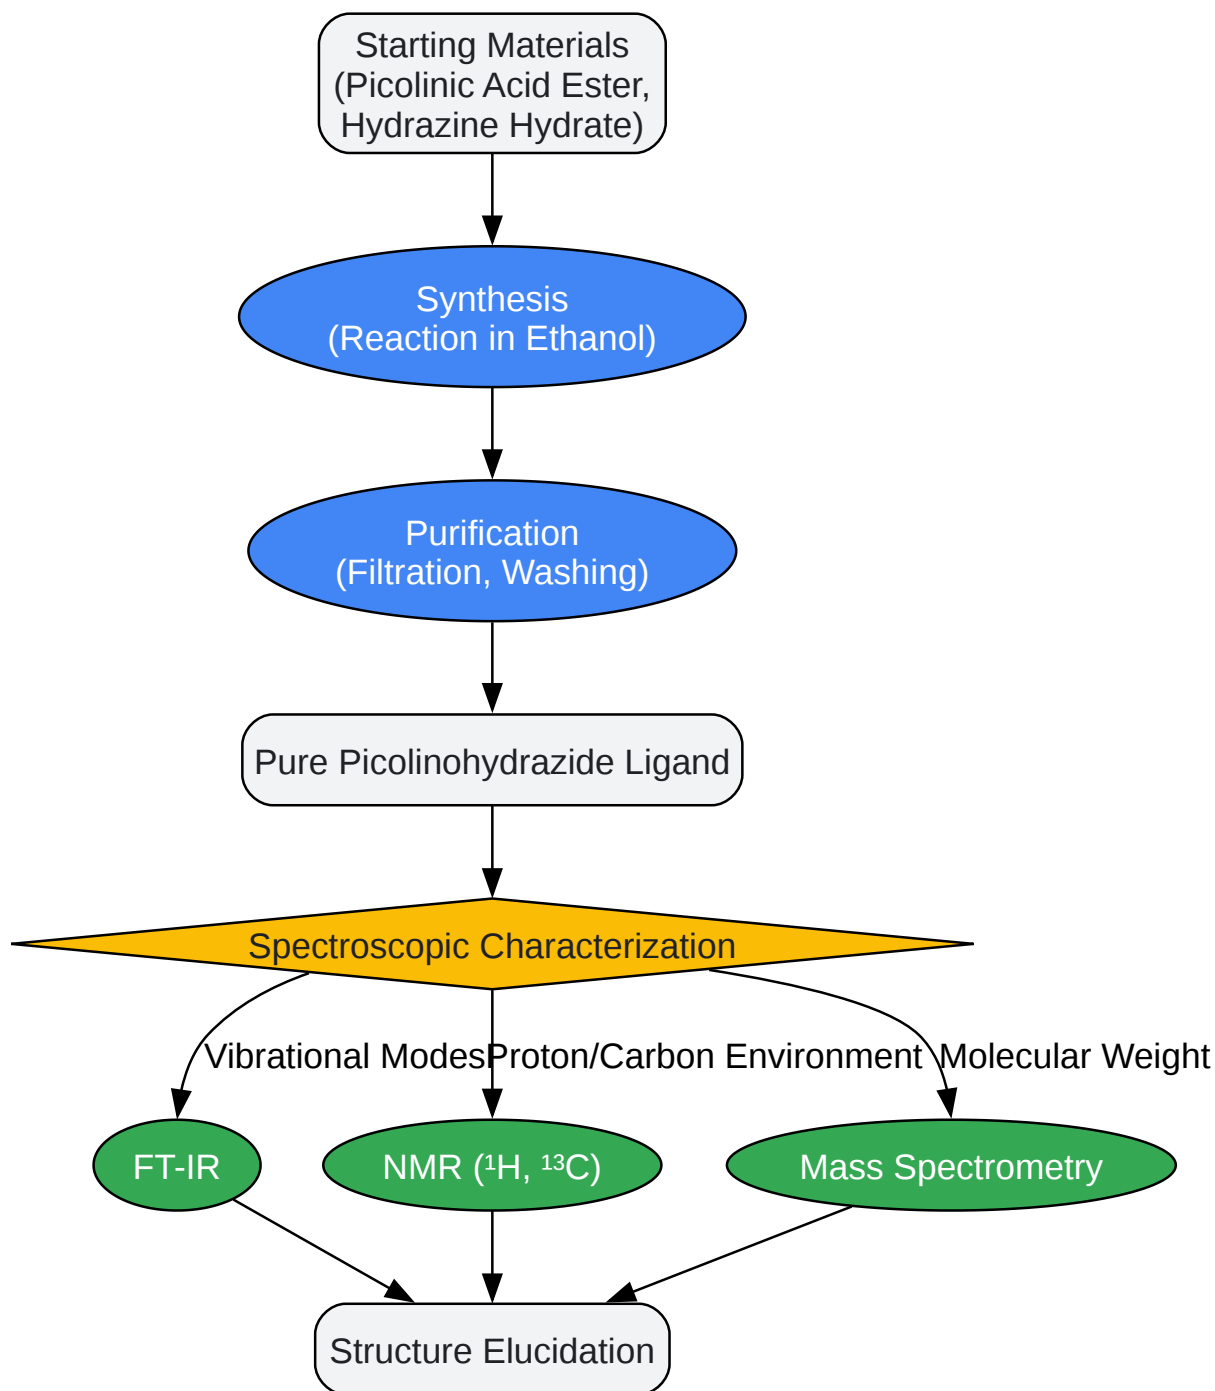 Starting Materials
(Picolinic Acid Ester,
Hydrazine Hydrate)
Synthesis
(Reaction in Ethanol)
Purification
(Filtration, Washing)
Pure Picolinohydrazide Ligand
Spectroscopic Characterization
Vibrational Modes
Proton/Carbon Environment
Molecular Weight
FT-IR
NMR (¹H, ¹³C)
Mass Spectrometry
Structure Elucidation